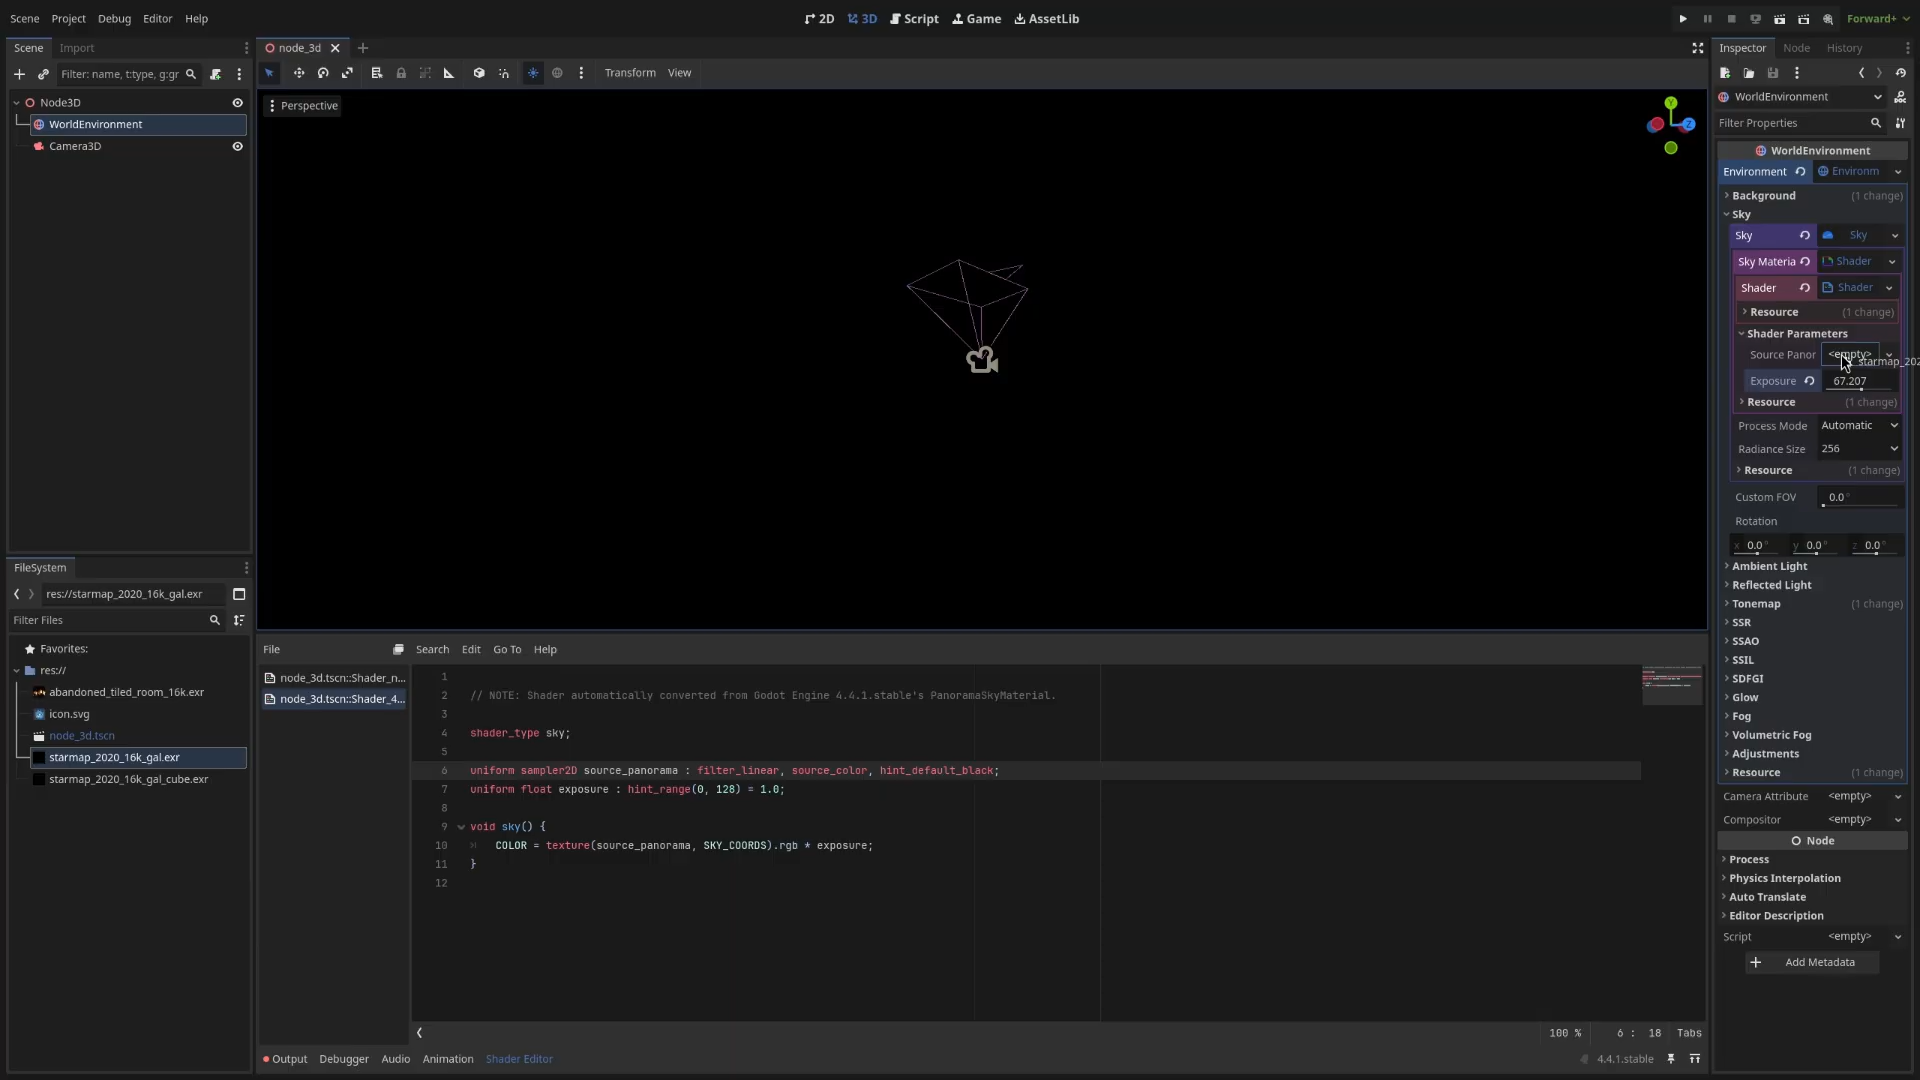 Scene Project Debug Editor Help
2D 3D Script Game AssetLib
Forward+
Scene Import
Filter: name, t:type, g:gr
Node3D
WorldEnvironment
Camera3D
node_3d
Transform View
Perspective
Y
Z
FileSystem
res://starmap_2020_16k_gal.exr
Filter Files
Favorites:
res://
abandoned_tiled_room_16k.exr
icon.svg
node_3d.tscn
starmap_2020_16k_gal.exr
starmap_2020_16k_gal_cube.exr
File
Search Edit Go To Help
node_3d.tscn::Shader_n...
node_3d.tscn::Shader_4...
1
2 // NOTE: Shader automatically converted from Godot Engine 4.4.1.stable's PanoramaSkyMaterial.
3
4 shader_type sky;
5
6 uniform sampler2D source_panorama : filter_linear, source_color, hint_default_black;
7 uniform float exposure : hint_range(0, 128) = 1.0;
8
9 void sky() {
10 COLOR = texture(source_panorama, SKY_COORDS).rgb * exposure;
11 }
12
100 % 6 : 18 Tabs
Output Debugger Audio Animation Shader Editor
4.4.1.stable
Inspector Node History
WorldEnvironment
Filter Properties
WorldEnvironment
Environment Environm
Background (1 change)
Sky
Sky Sky
Sky Materia Shader
Shader Shader
Resource (1 change)
Shader Parameters
Source Panor <empty>
starmap_202
Exposure 67.207
Resource (1 change)
Process Mode Automatic
Radiance Size 256
Resource (1 change)
Custom FOV 0.0 °
Rotation
x 0.0 ° y 0.0 ° z 0.0 °
Ambient Light
Reflected Light
Tonemap (1 change)
SSR
SSAO
SSIL
SDFGI
Glow
Fog
Volumetric Fog
Adjustments
Resource (1 change)
Camera Attribute <empty>
Compositor <empty>
Node
Process
Physics Interpolation
Auto Translate
Editor Description
Script <empty>
Add Metadata